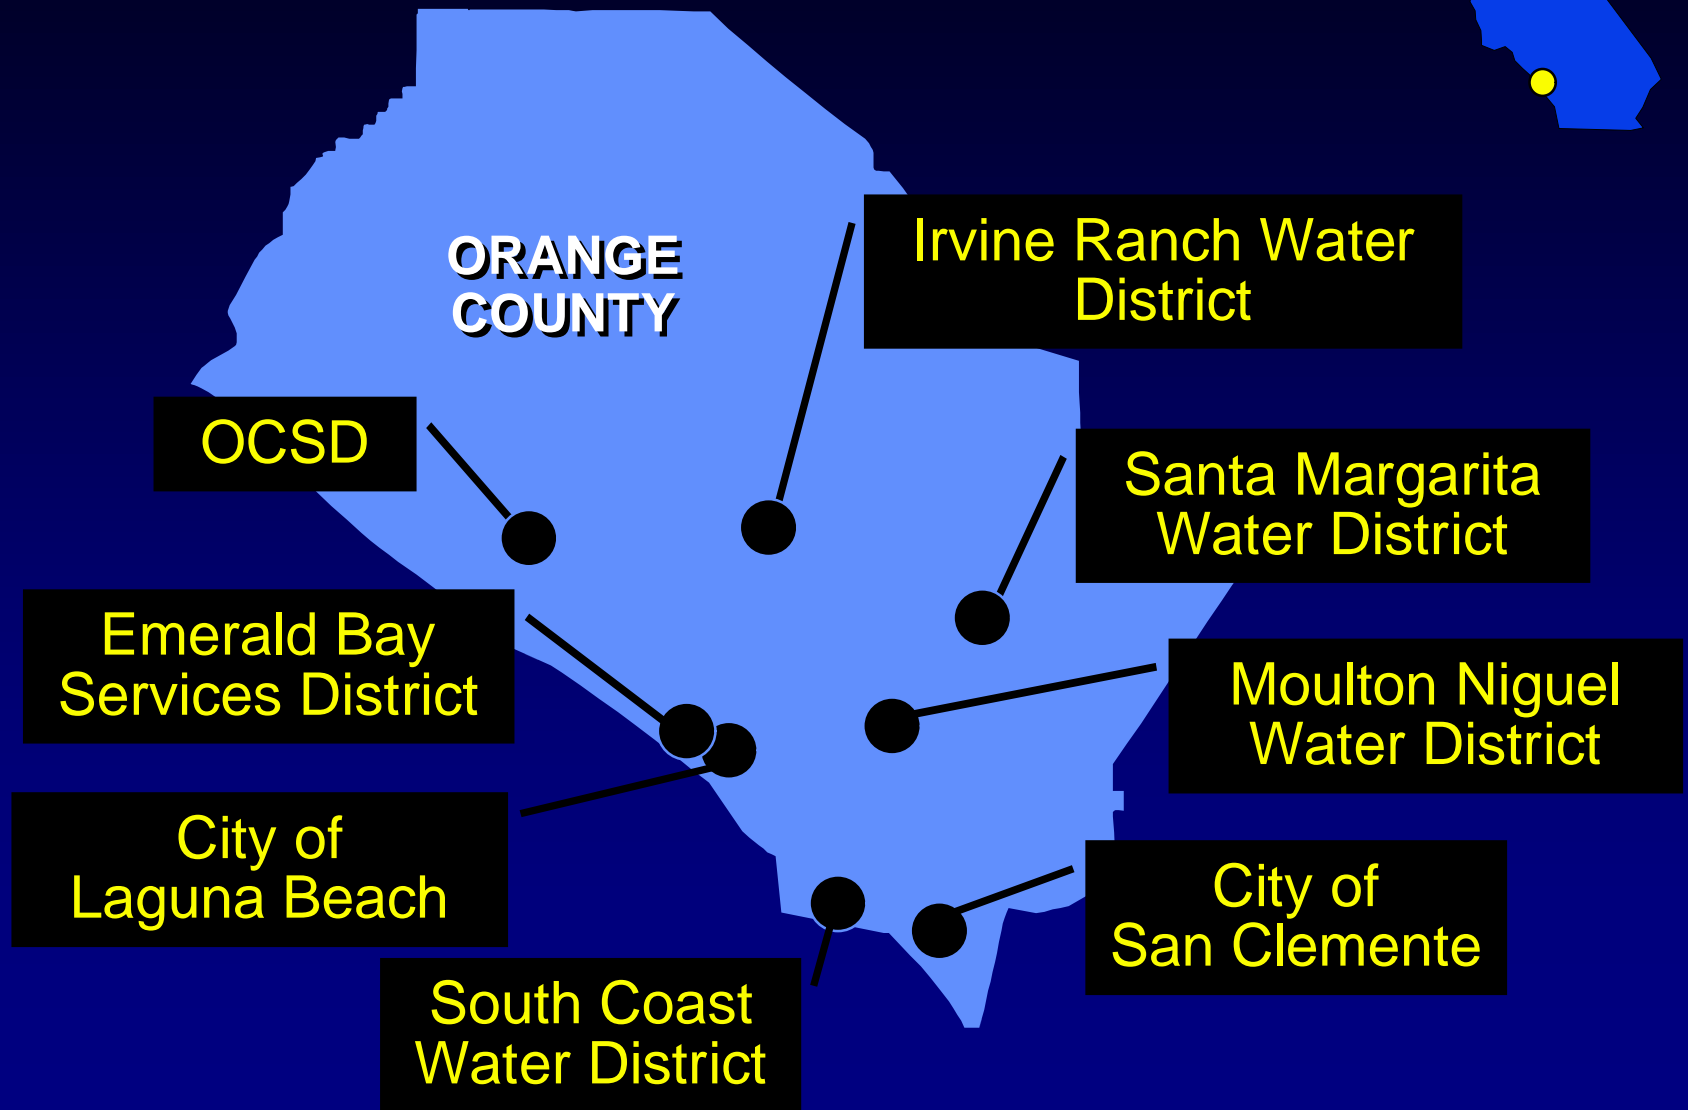 ORANGE
COUNTY
Irvine Ranch Water
District
OCSD
Santa Margarita
Water District
Emerald Bay
Services District
Moulton Niguel
Water District
City of
Laguna Beach
City of
San Clemente
South Coast
Water District